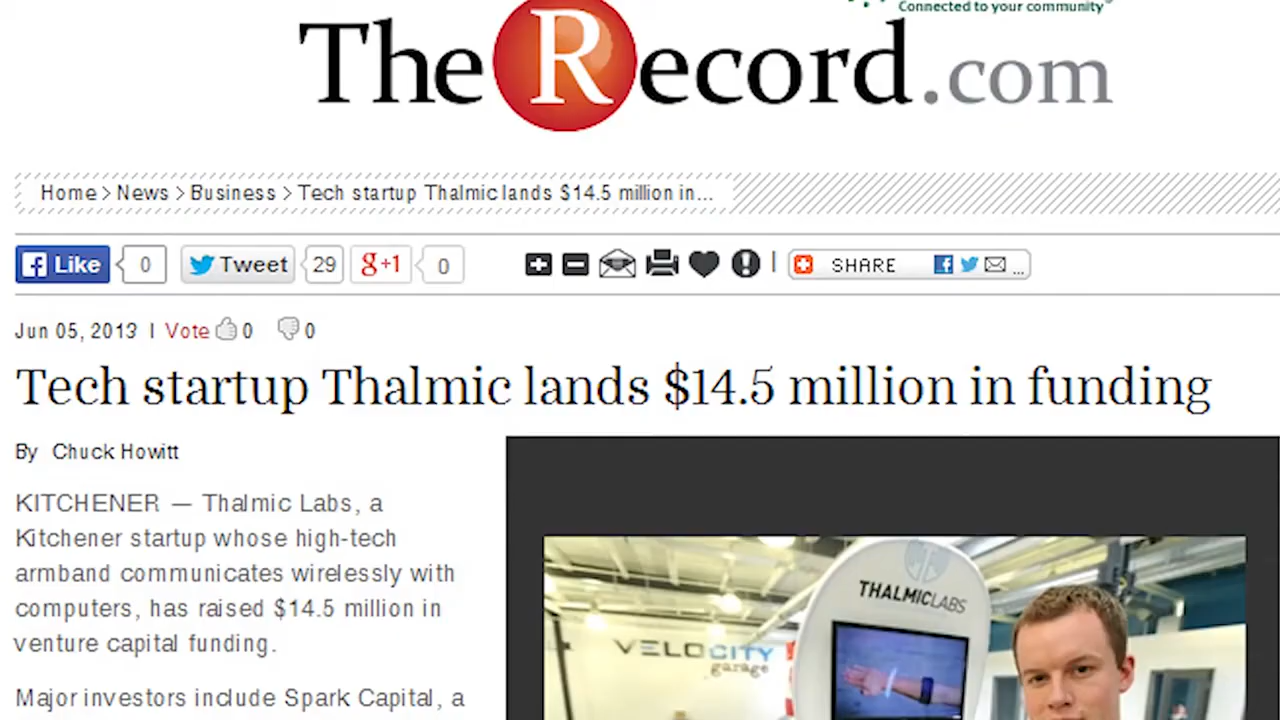 Connected to your community®
TheRecord.com
Home > News > Business > Tech startup Thalmic lands $14.5 million in...
Like 0 Tweet 29 g+1 0 | SHARE ...
Jun 05, 2013 | Vote 0 0
Tech startup Thalmic lands $14.5 million in funding
By Chuck Howitt
KITCHENER — Thalmic Labs, a
Kitchener startup whose high-tech
armband communicates wirelessly with
computers, has raised $14.5 million in
venture capital funding.
Major investors include Spark Capital, a
THALMICLABS
VELOCITY
garage